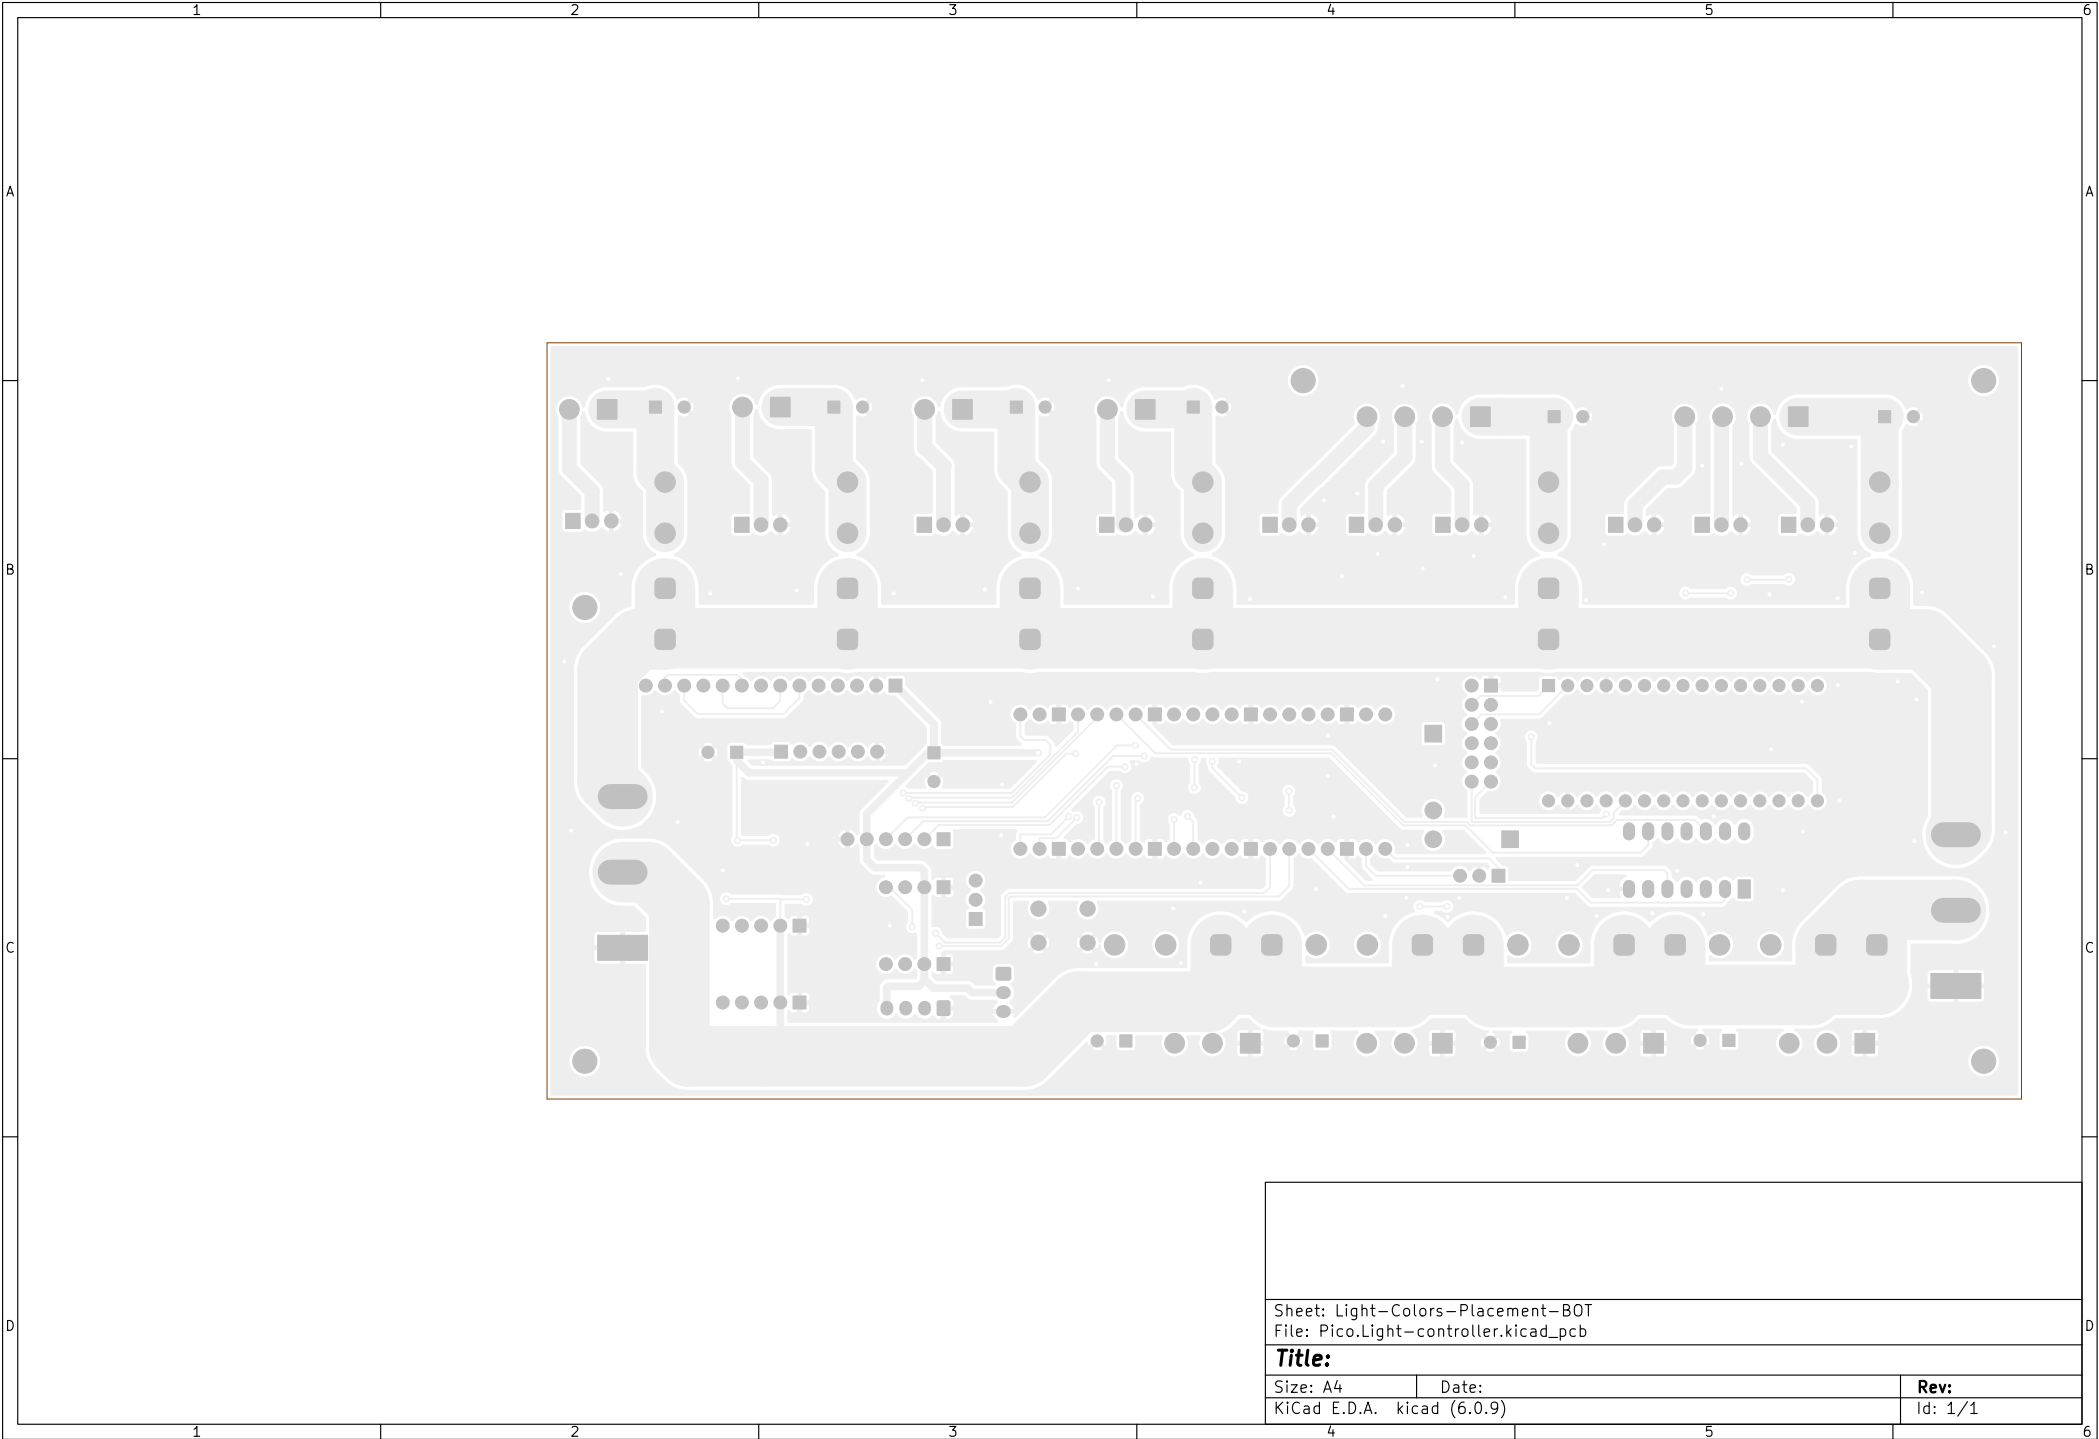 1 2 3 4 5 6
A A
B B
C C
Sheet: Light-Colors-Placement-BOT
File: Pico.Light-controller.kicad_pcb
D D
Title:
Size: A4 Date: Rev:
KiCad E.D.A. kicad (6.0.9) Id: 1/1
1 2 3 4 5 6